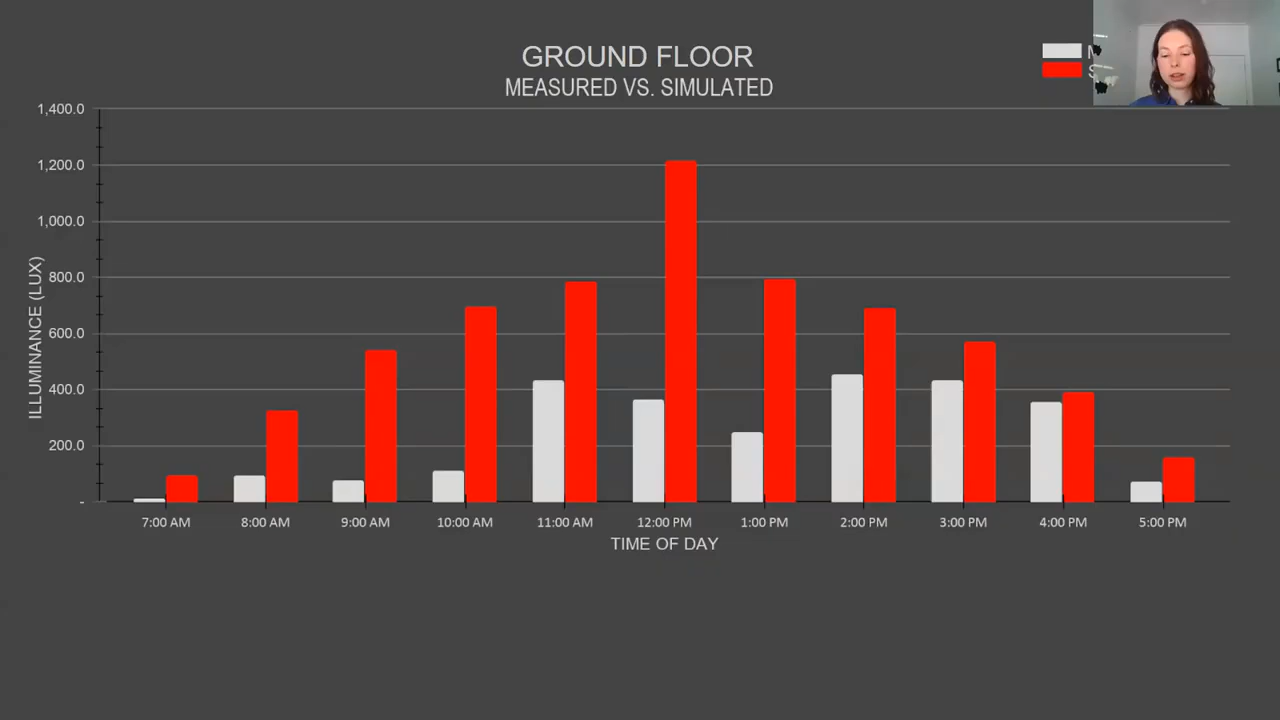 GROUND FLOOR
MEASURED VS. SIMULATED
1,400.0
1,200.0
1,000.0
800.0
600.0
400.0
200.0
-
ILLUMINANCE (LUX)
7:00 AM 8:00 AM 9:00 AM 10:00 AM 11:00 AM 12:00 PM 1:00 PM 2:00 PM 3:00 PM 4:00 PM 5:00 PM
TIME OF DAY